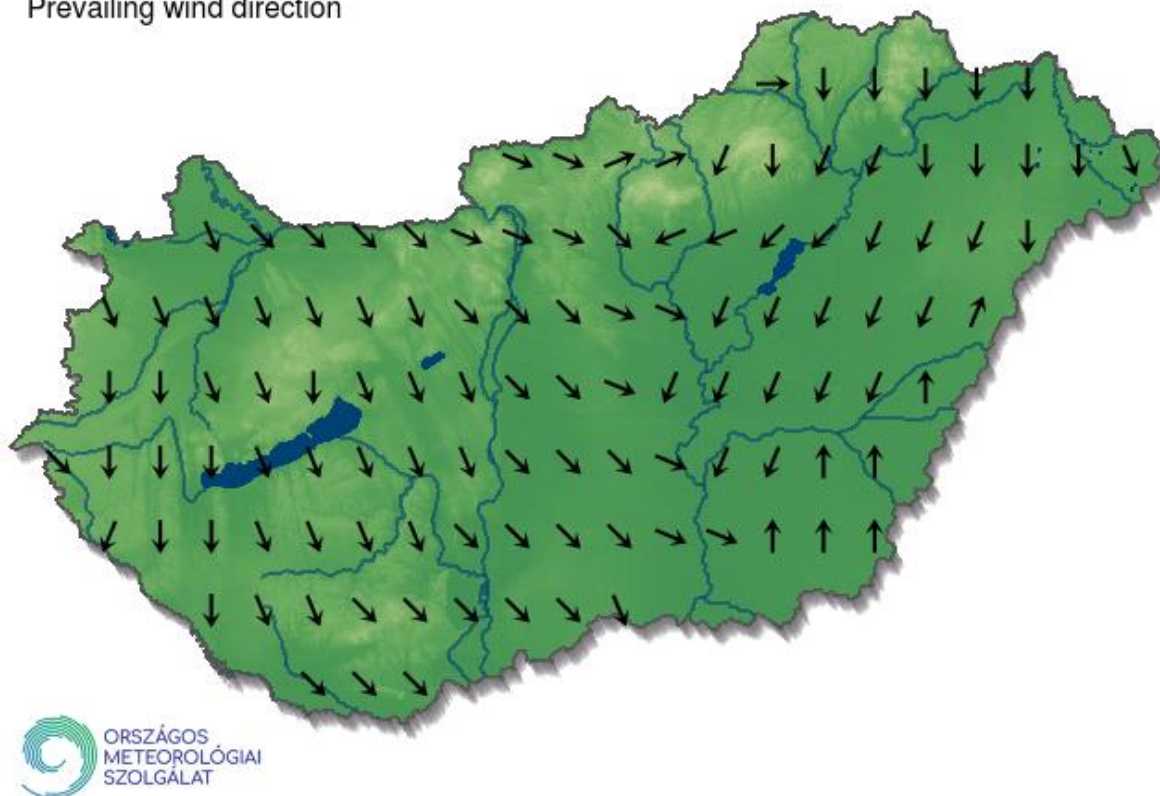 Prevailing wind direction
ORSZÁGOS
METEOROLÓGIAI
SZOLGÁLAT